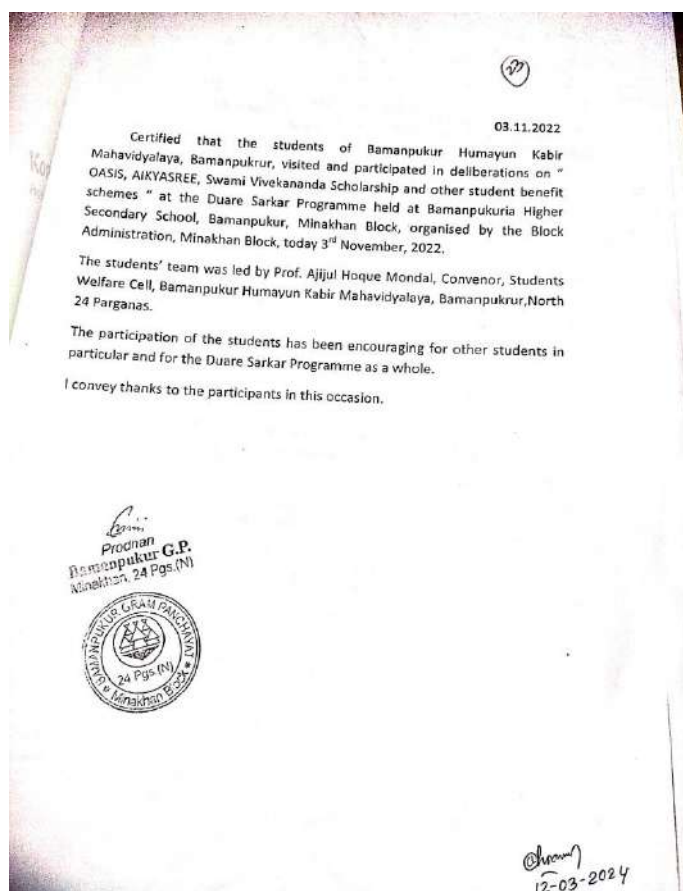 23
03.11.2022
Certified that the students of Bamanpukur Humayun Kabir
Mahavidyalaya, Bamanpukrur, visited and participated in deliberations on “
OASIS, AIKYASREE, Swami Vivekananda Scholarship and other student benefit
schemes “ at the Duare Sarkar Programme held at Bamanpukuria Higher
Secondary School, Bamanpukur, Minakhan Block, organised by the Block
Administration, Minakhan Block, today 3rd November, 2022.
The students’ team was led by Prof. Ajijul Hoque Mondal, Convenor, Students
Welfare Cell, Bamanpukur Humayun Kabir Mahavidyalaya, Bamanpukrur,North
24 Parganas.
The participation of the students has been encouraging for other students in
particular and for the Duare Sarkar Programme as a whole.
I convey thanks to the participants in this occasion.
Prodhan
Bamanpukur G.P.
Minakhan, 24 Pgs.(N)
BAMANPUKUR GRAM PANCHAYAT
24 Pgs.(N)
Minakhan Block
12-03-2024